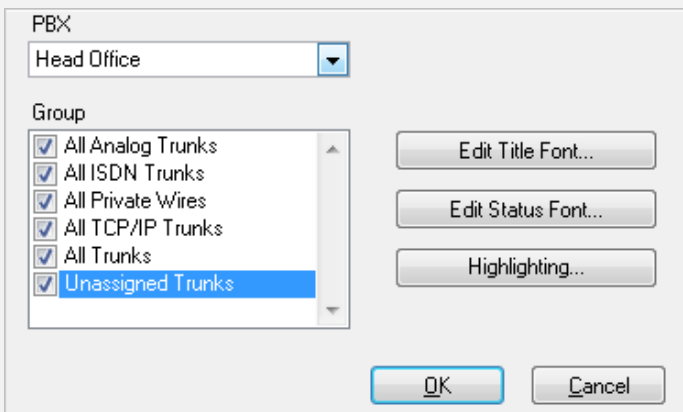 PBX
Head Office
Group
All Analog Trunks
All ISDN Trunks
All Private Wires
All TCP/IP Trunks
All Trunks
Unassigned Trunks
Edit Title Font...
Edit Status Font...
Highlighting...
OK
Cancel